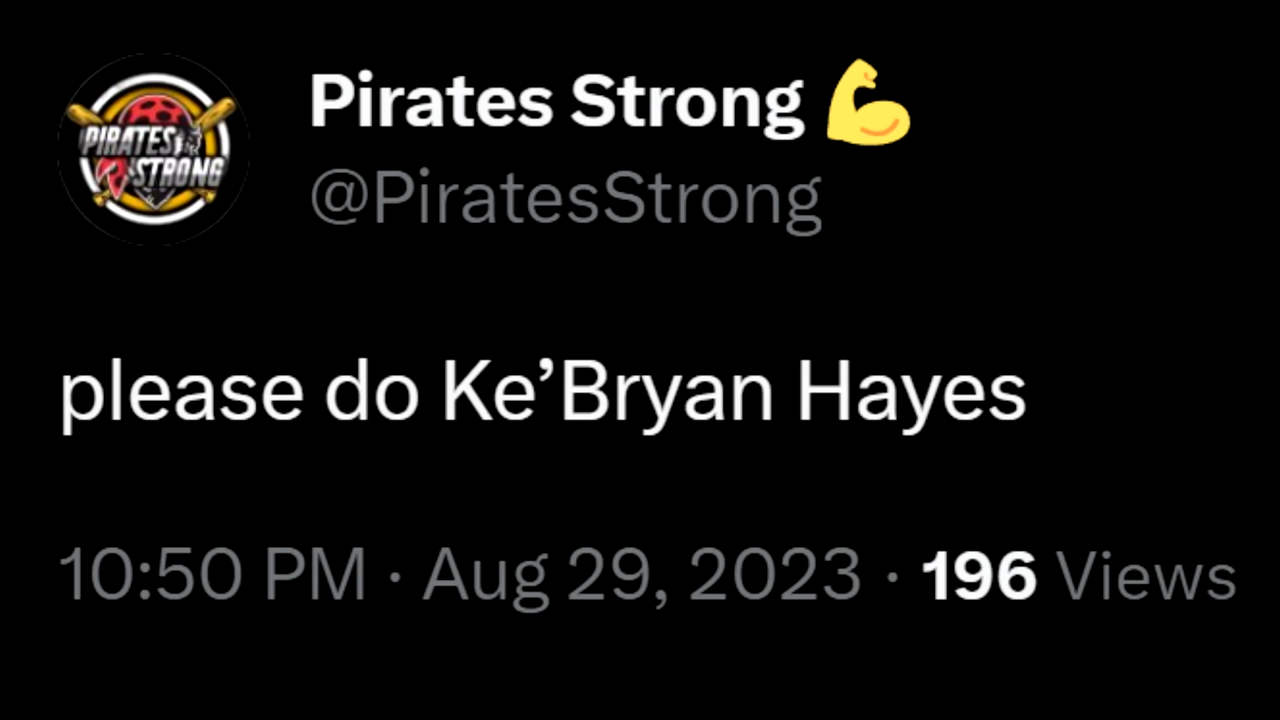 PIRATES
STRONG
Pirates Strong 💪
@PiratesStrong
please do Ke’Bryan Hayes
10:50 PM · Aug 29, 2023 · 196 Views